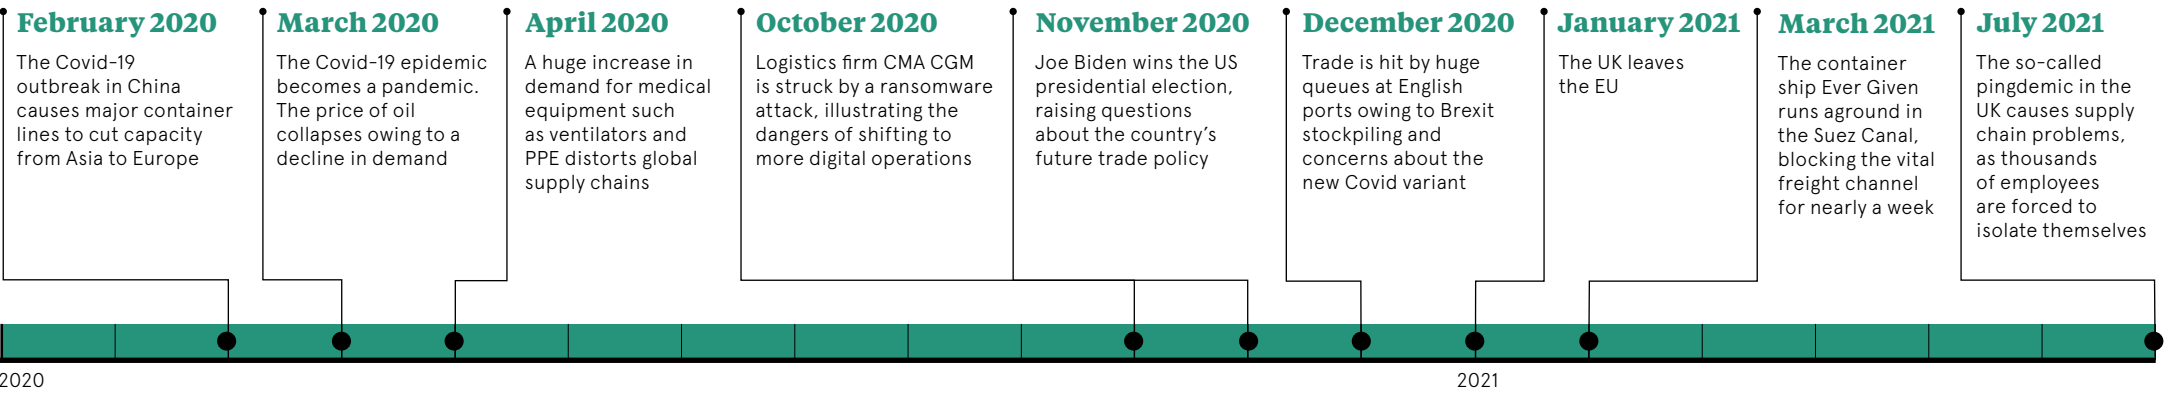 February 2020
The Covid-19
outbreak in China
causes major container
lines to cut capacity
from Asia to Europe
March 2020
The Covid-19 epidemic
becomes a pandemic.
The price of oil
collapses owing to a
decline in demand
April 2020
A huge increase in
demand for medical
equipment such
as ventilators and
PPE distorts global
supply chains
October 2020
Logistics firm CMA CGM
is struck by a ransomware
attack, illustrating the
dangers of shifting to
more digital operations
November 2020
Joe Biden wins the US
presidential election,
raising questions
about the country’s
future trade policy
December 2020
Trade is hit by huge
queues at English
ports owing to Brexit
stockpiling and
concerns about the
new Covid variant
January 2021
The UK leaves
the EU
March 2021
The container
ship Ever Given
runs aground in
the Suez Canal,
blocking the vital
freight channel
for nearly a week
July 2021
The so-called
pingdemic in the
UK causes supply
chain problems,
as thousands
of employees
are forced to
isolate themselves
2020
2021